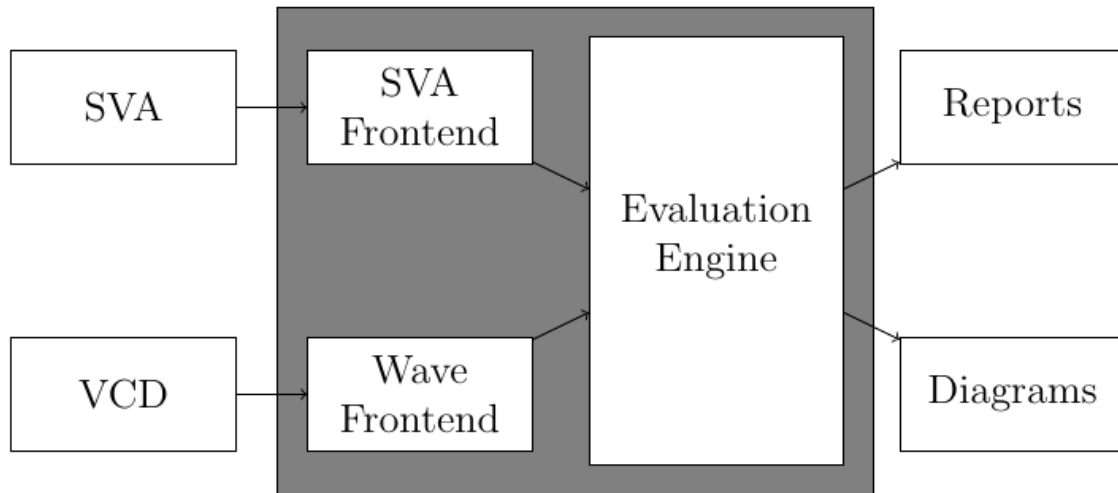 SVA
SVA
Frontend
Evaluation
Engine
Reports
VCD
Wave
Frontend
Diagrams